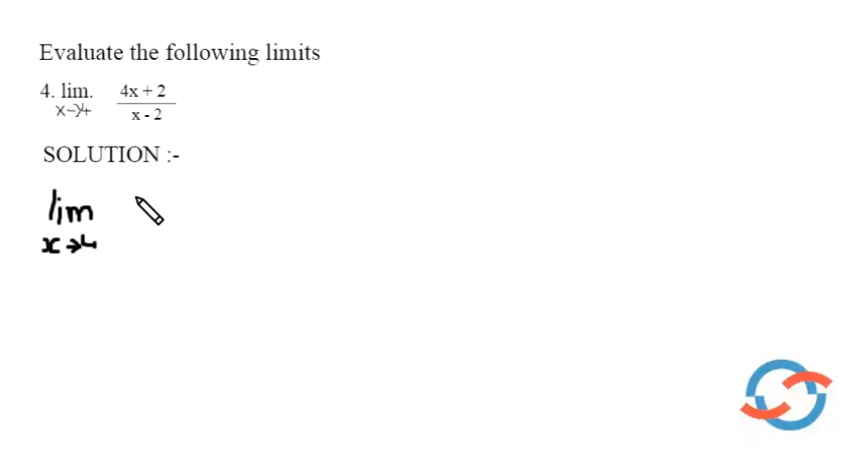 Evaluate the following limits
4. lim. 4x + 2
x→4 x - 2
SOLUTION :-
lim
x→4